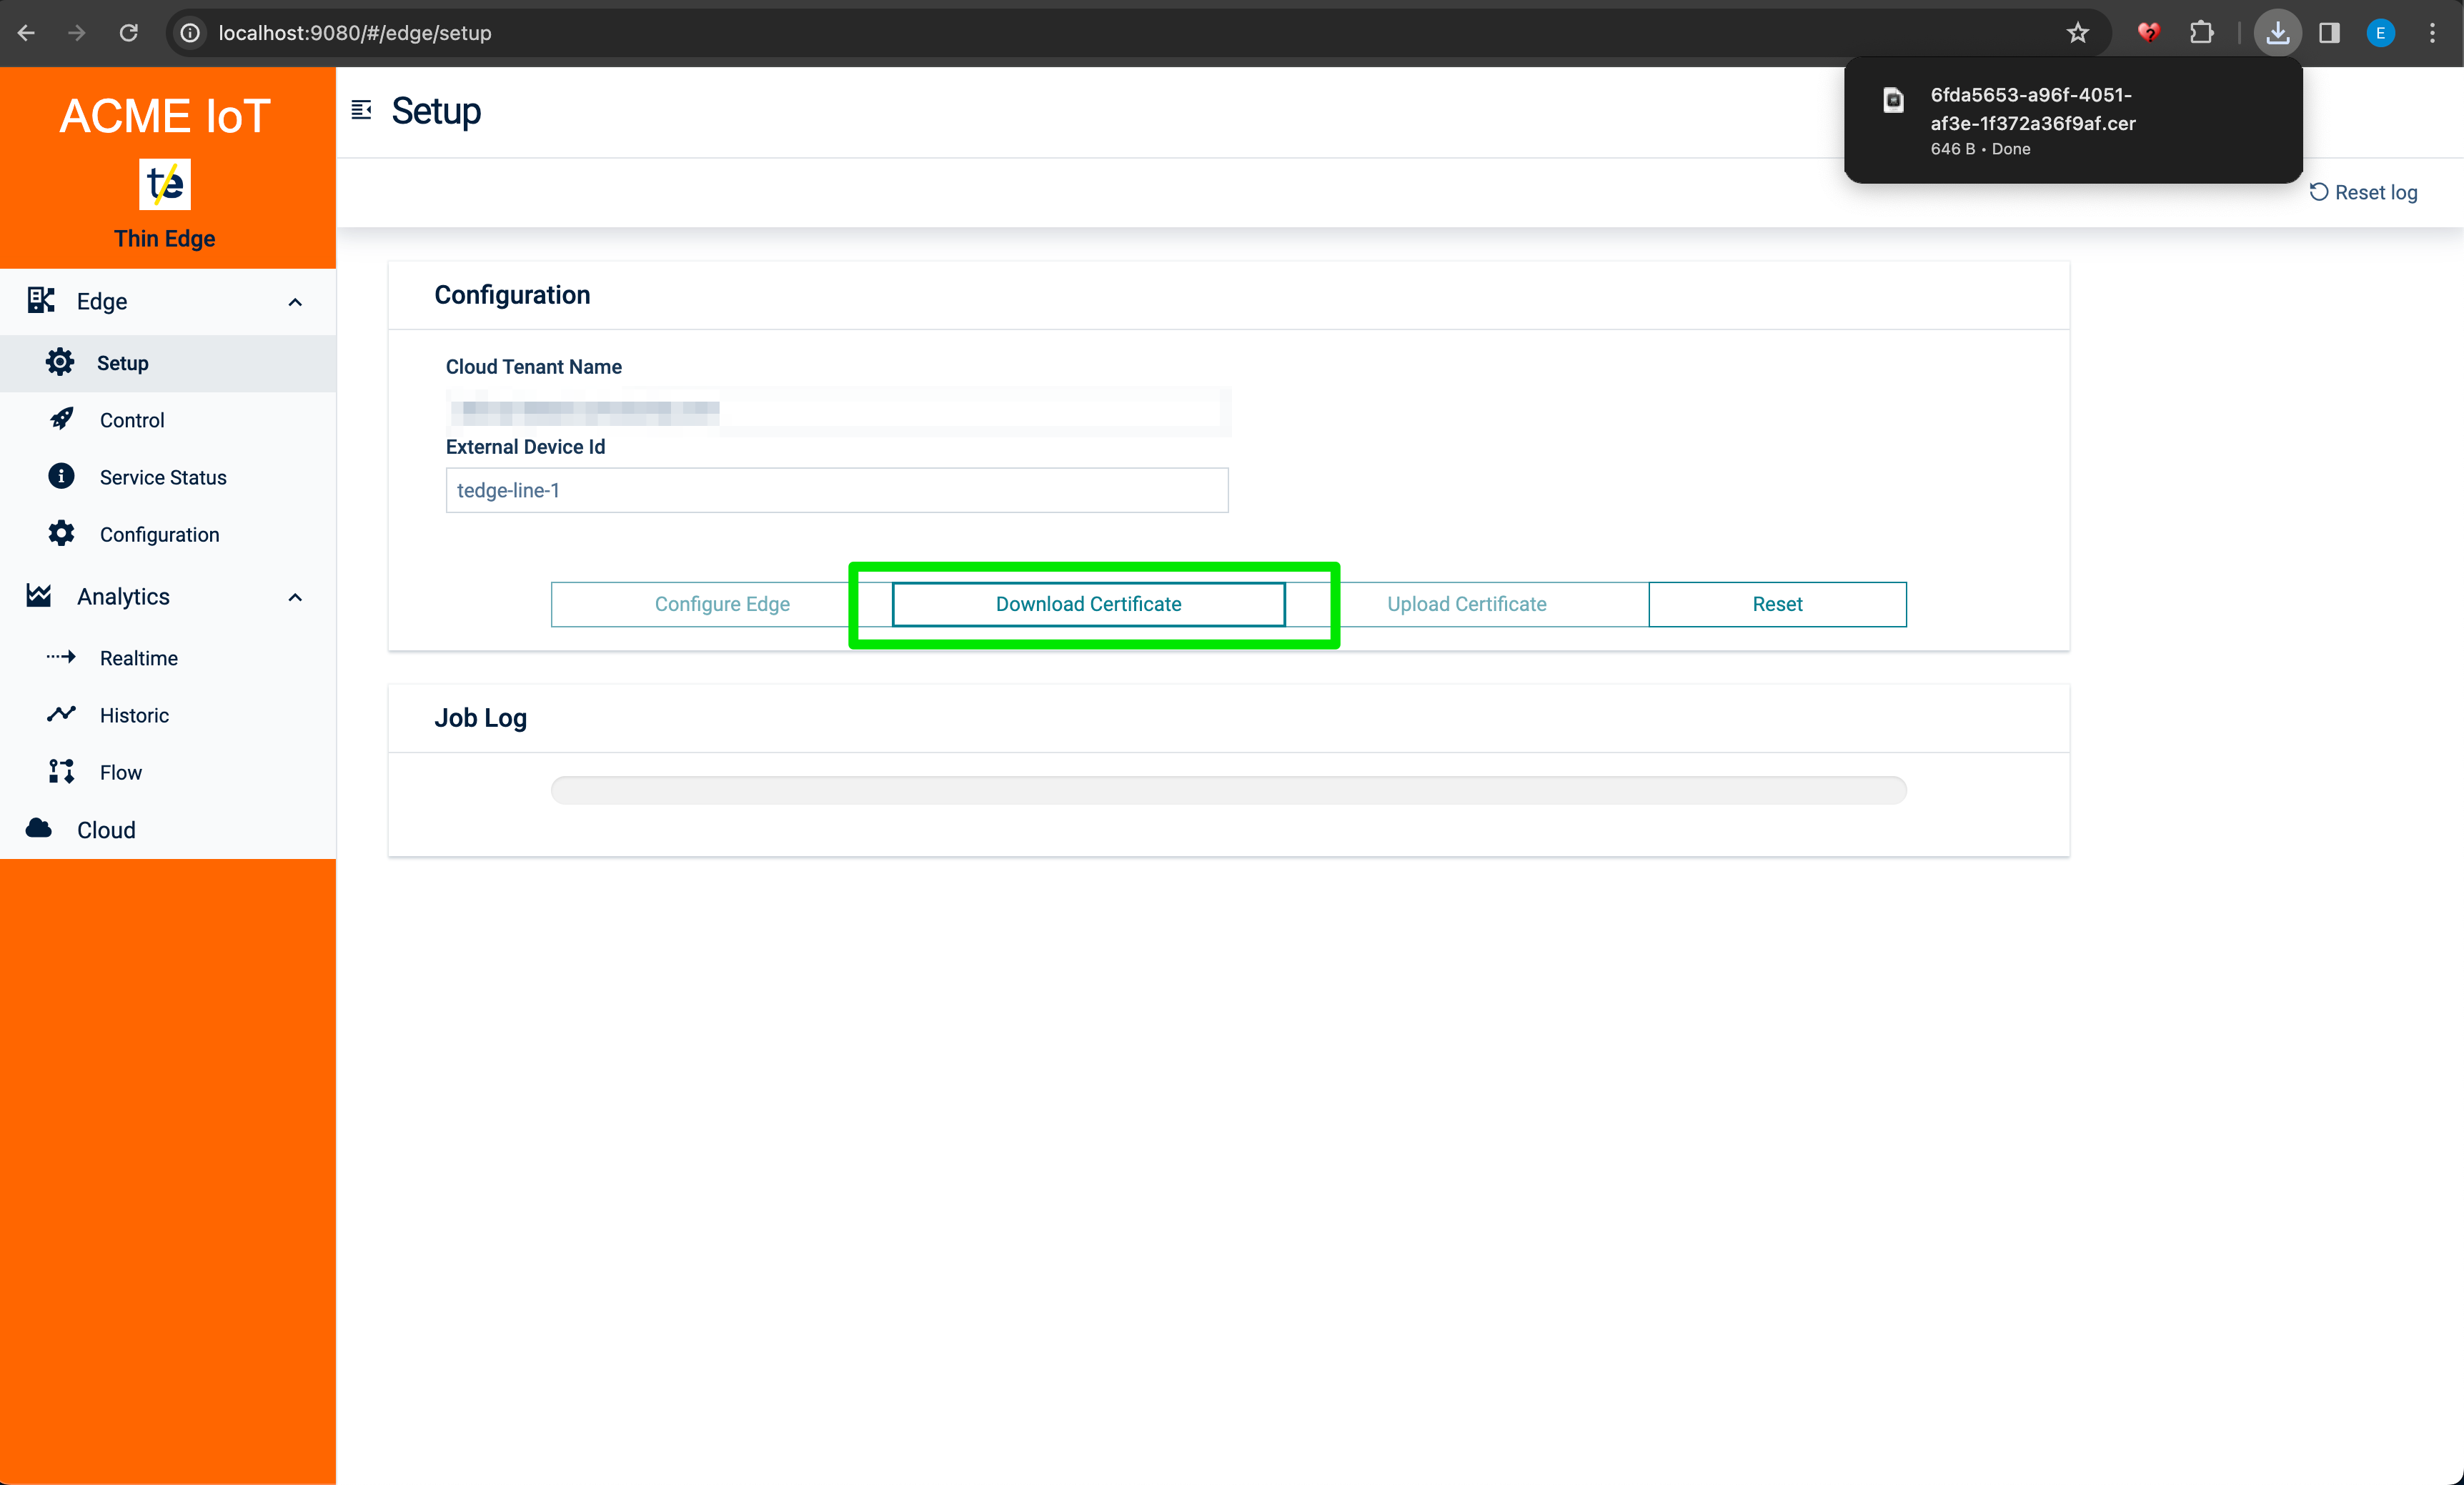 localhost:9080/#/edge/setup
E
6fda5653-a96f-4051-
af3e-1f372a36f9af.cer
646 B • Done
ACME IoT
te
Thin Edge
Setup
Reset log
Edge
Setup
Control
Service Status
Configuration
Analytics
Realtime
Historic
Flow
Cloud
Configuration
Cloud Tenant Name
External Device Id
tedge-line-1
Configure Edge
Download Certificate
Upload Certificate
Reset
Job Log